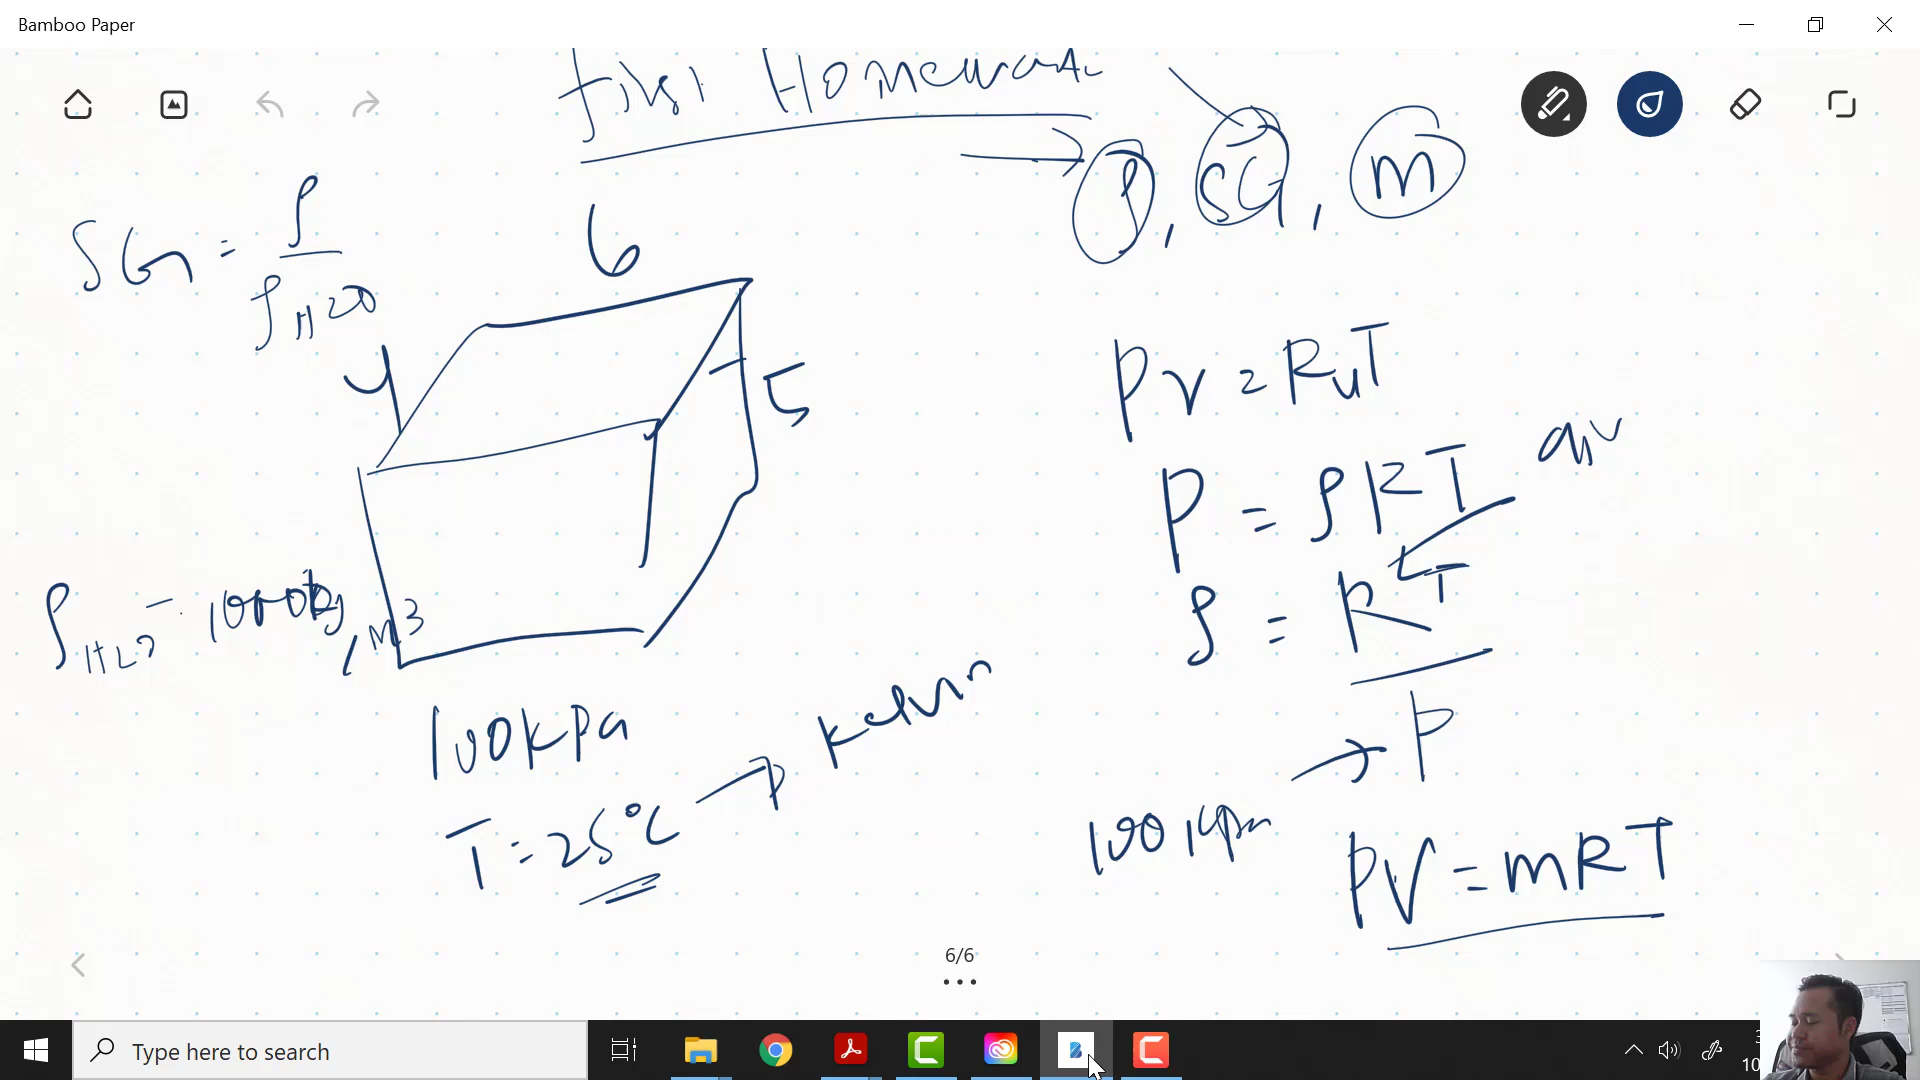 Bamboo Paper
First Homework
ρ, SG, m
SG = ρ / ρH2O
6
4
5
Pv = RuT
P = ρRT air
ρ = RT / P
ρH2O = 1000kg/m3
100kPa
T = 25°C → Kelvin
100 kPa
PV = mRT
6/6
Type here to search